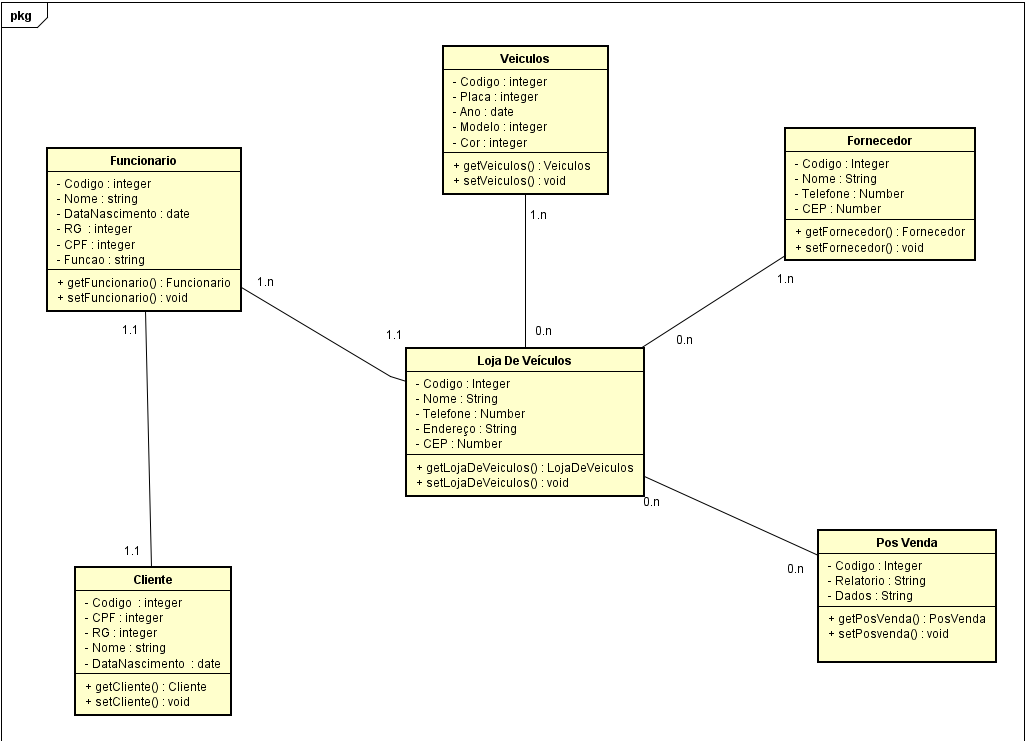 pkg
Veiculos
- Codigo : integer
- Placa : integer
- Ano : date
- Modelo : integer
- Cor : integer
+ getVeiculos() : Veiculos
+ setVeiculos() : void
1.n
Fornecedor
- Codigo : Integer
- Nome : String
- Telefone : Number
- CEP : Number
+ getFornecedor() : Fornecedor
+ setFornecedor() : void
1.n
0.n
Funcionario
- Codigo : integer
- Nome : string
- DataNascimento : date
- RG : integer
- CPF : integer
- Funcao : string
+ getFuncionario() : Funcionario
+ setFuncionario() : void
1.n
1.1
1.1
0.n
Loja De Veículos
- Codigo : Integer
- Nome : String
- Telefone : Number
- Endereço : String
- CEP : Number
+ getLojaDeVeiculos() : LojaDeVeiculos
+ setLojaDeVeiculos() : void
0.n
0.n
Pos Venda
- Codigo : Integer
- Relatorio : String
- Dados : String
+ getPosVenda() : PosVenda
+ setPosvenda() : void
1.1
Cliente
- Codigo : integer
- CPF : integer
- RG : integer
- Nome : string
- DataNascimento : date
+ getCliente() : Cliente
+ setCliente() : void